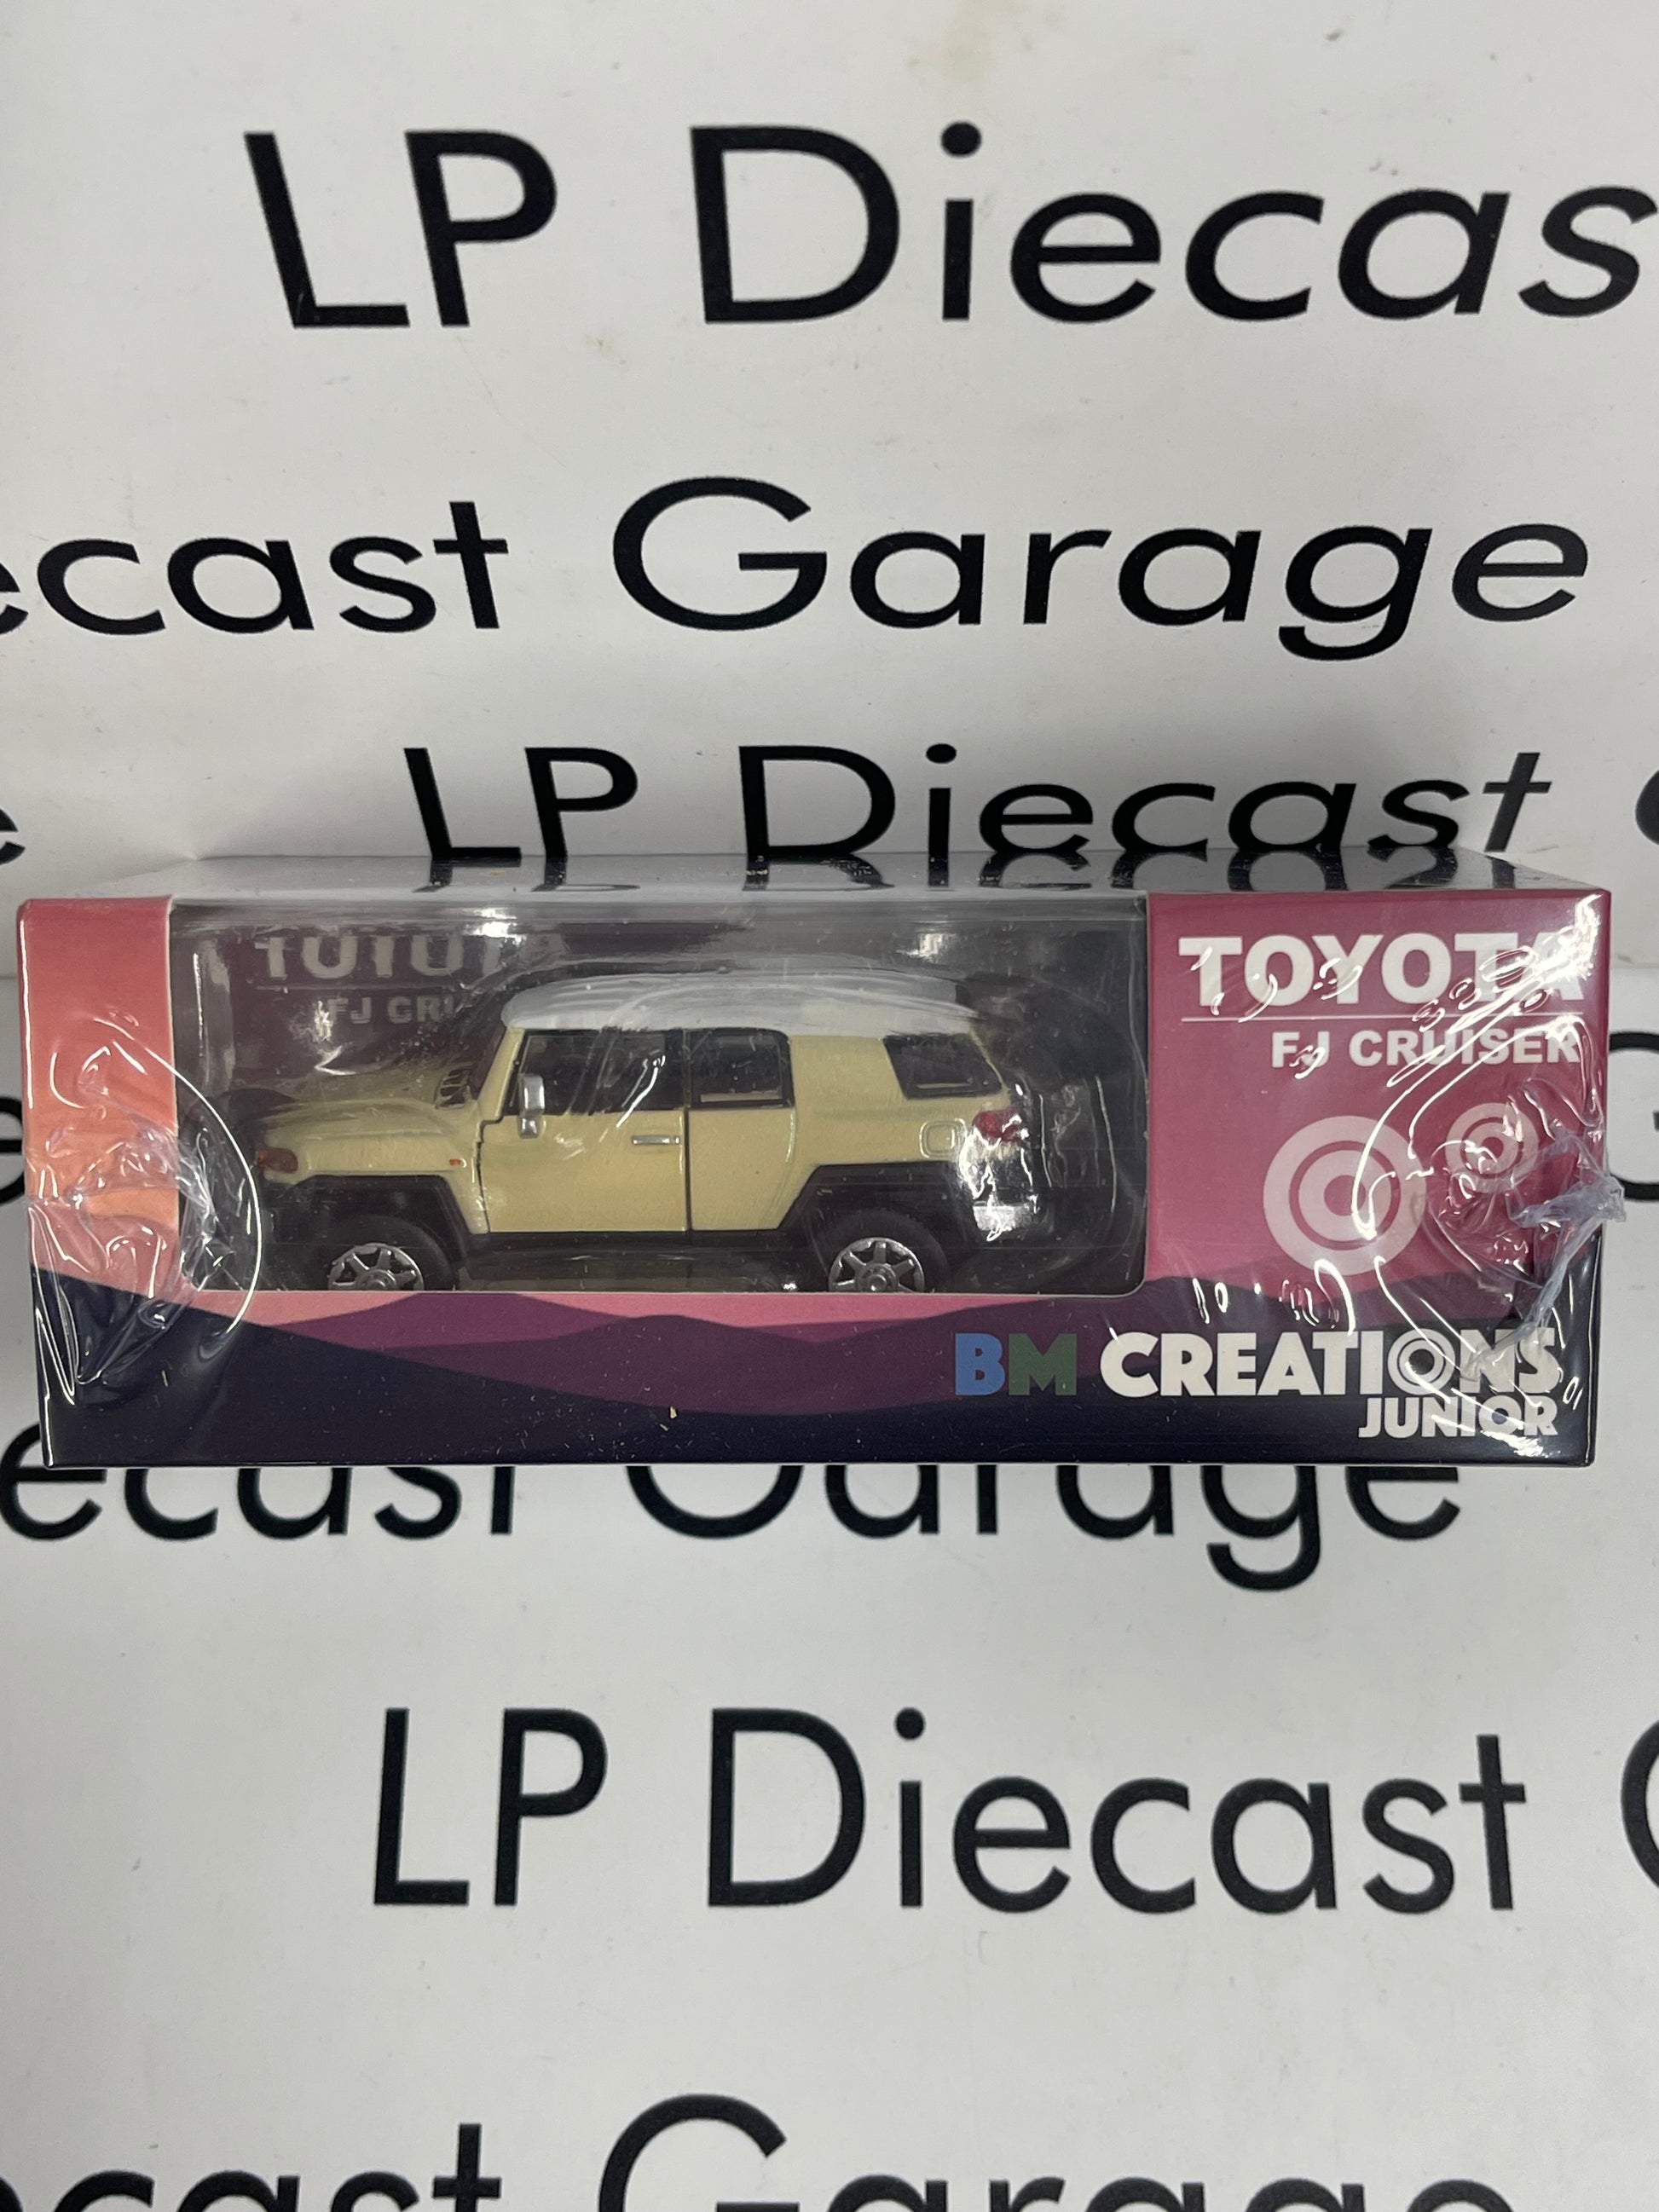 LP Diecas
ecast Garage
LP Diecast
TOYOTA
FJ CRUISER
TOYOTA
FJ CRU
BM CREATIONS
JUNIOR
ecast Garage
LP Diecast
ecast Garage